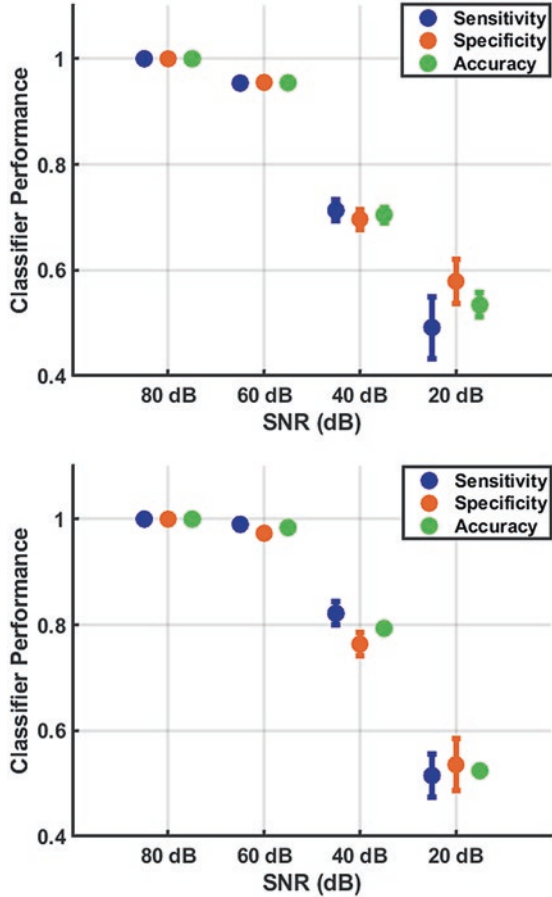 Sensitivity
Specificity
Accuracy
Classifier Performance
1
0.8
0.6
0.4
80 dB 60 dB 40 dB 20 dB
SNR (dB)
Sensitivity
Specificity
Accuracy
Classifier Performance
1
0.8
0.6
0.4
80 dB 60 dB 40 dB 20 dB
SNR (dB)